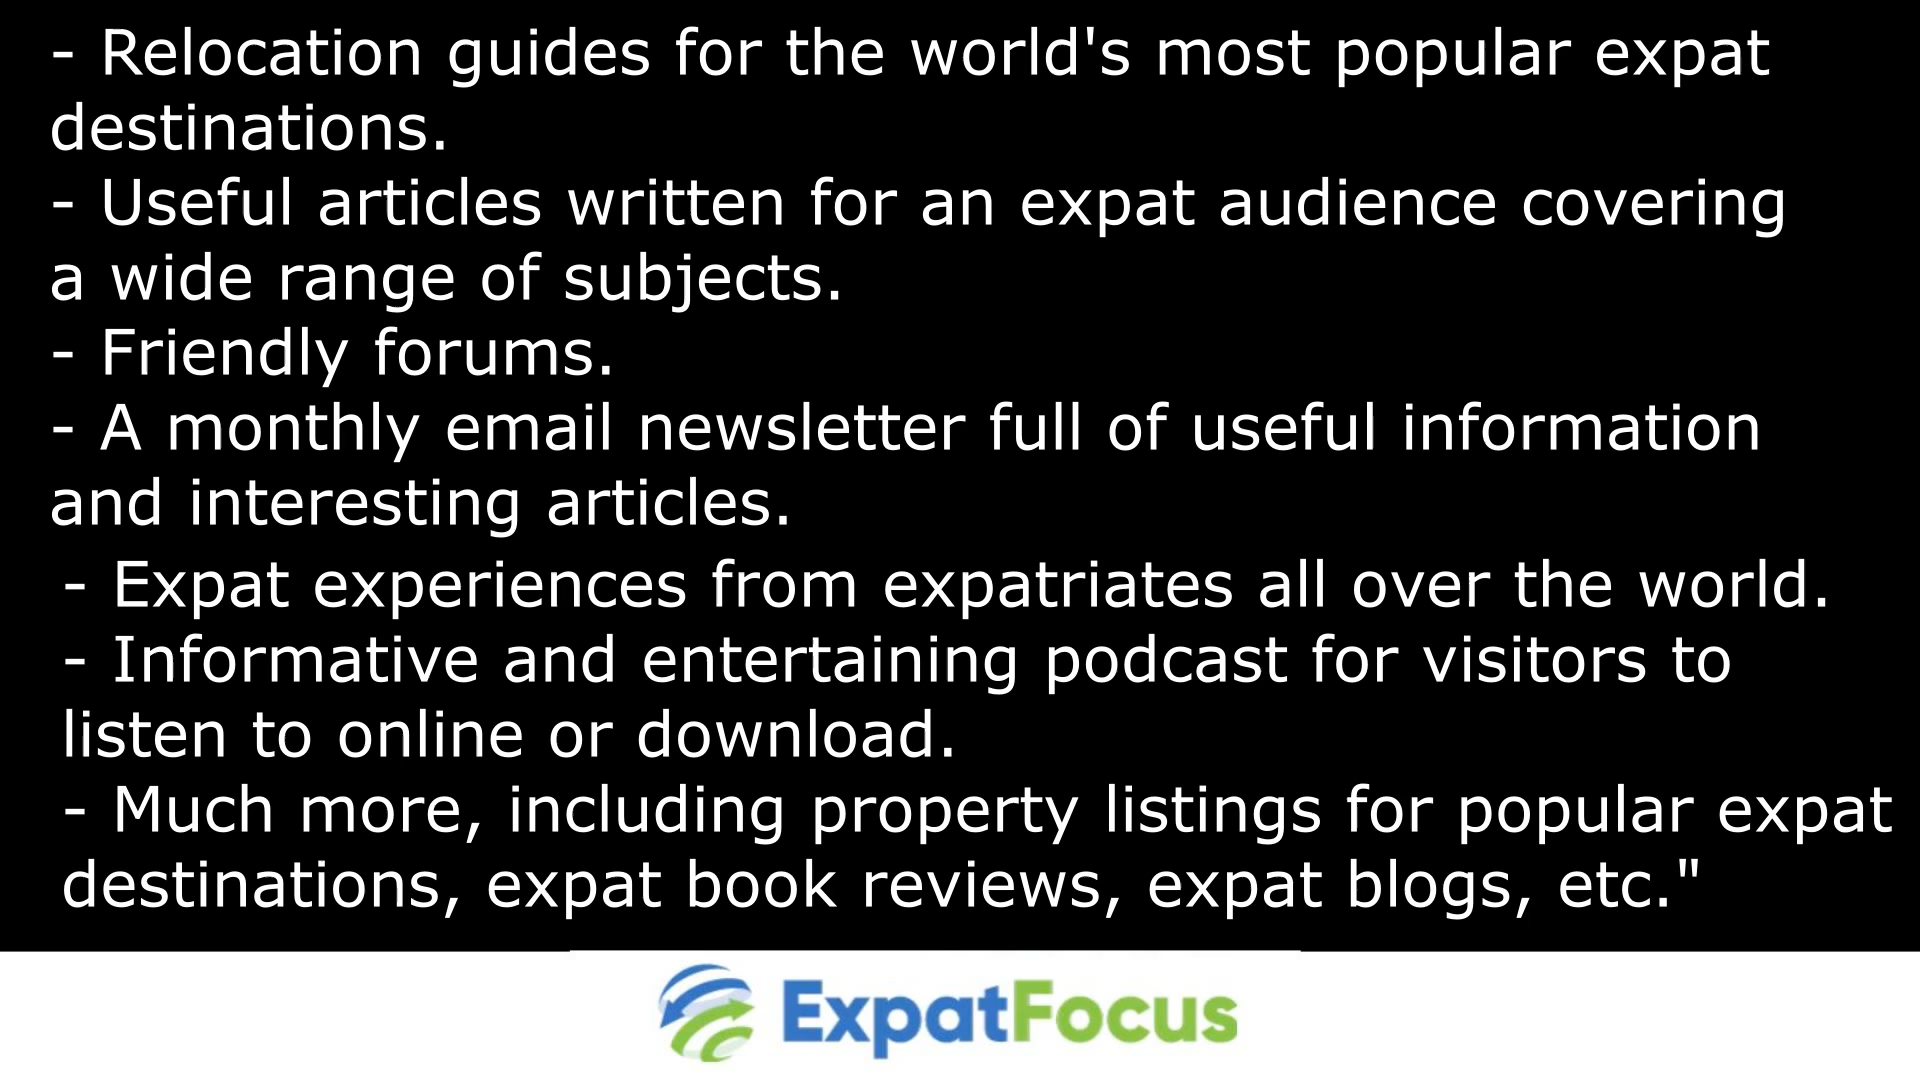 - Relocation guides for the world's most popular expat
destinations.
- Useful articles written for an expat audience covering
a wide range of subjects.
- Friendly forums.
- A monthly email newsletter full of useful information
and interesting articles.
- Expat experiences from expatriates all over the world.
- Informative and entertaining podcast for visitors to
listen to online or download.
- Much more, including property listings for popular expat
destinations, expat book reviews, expat blogs, etc."
ExpatFocus